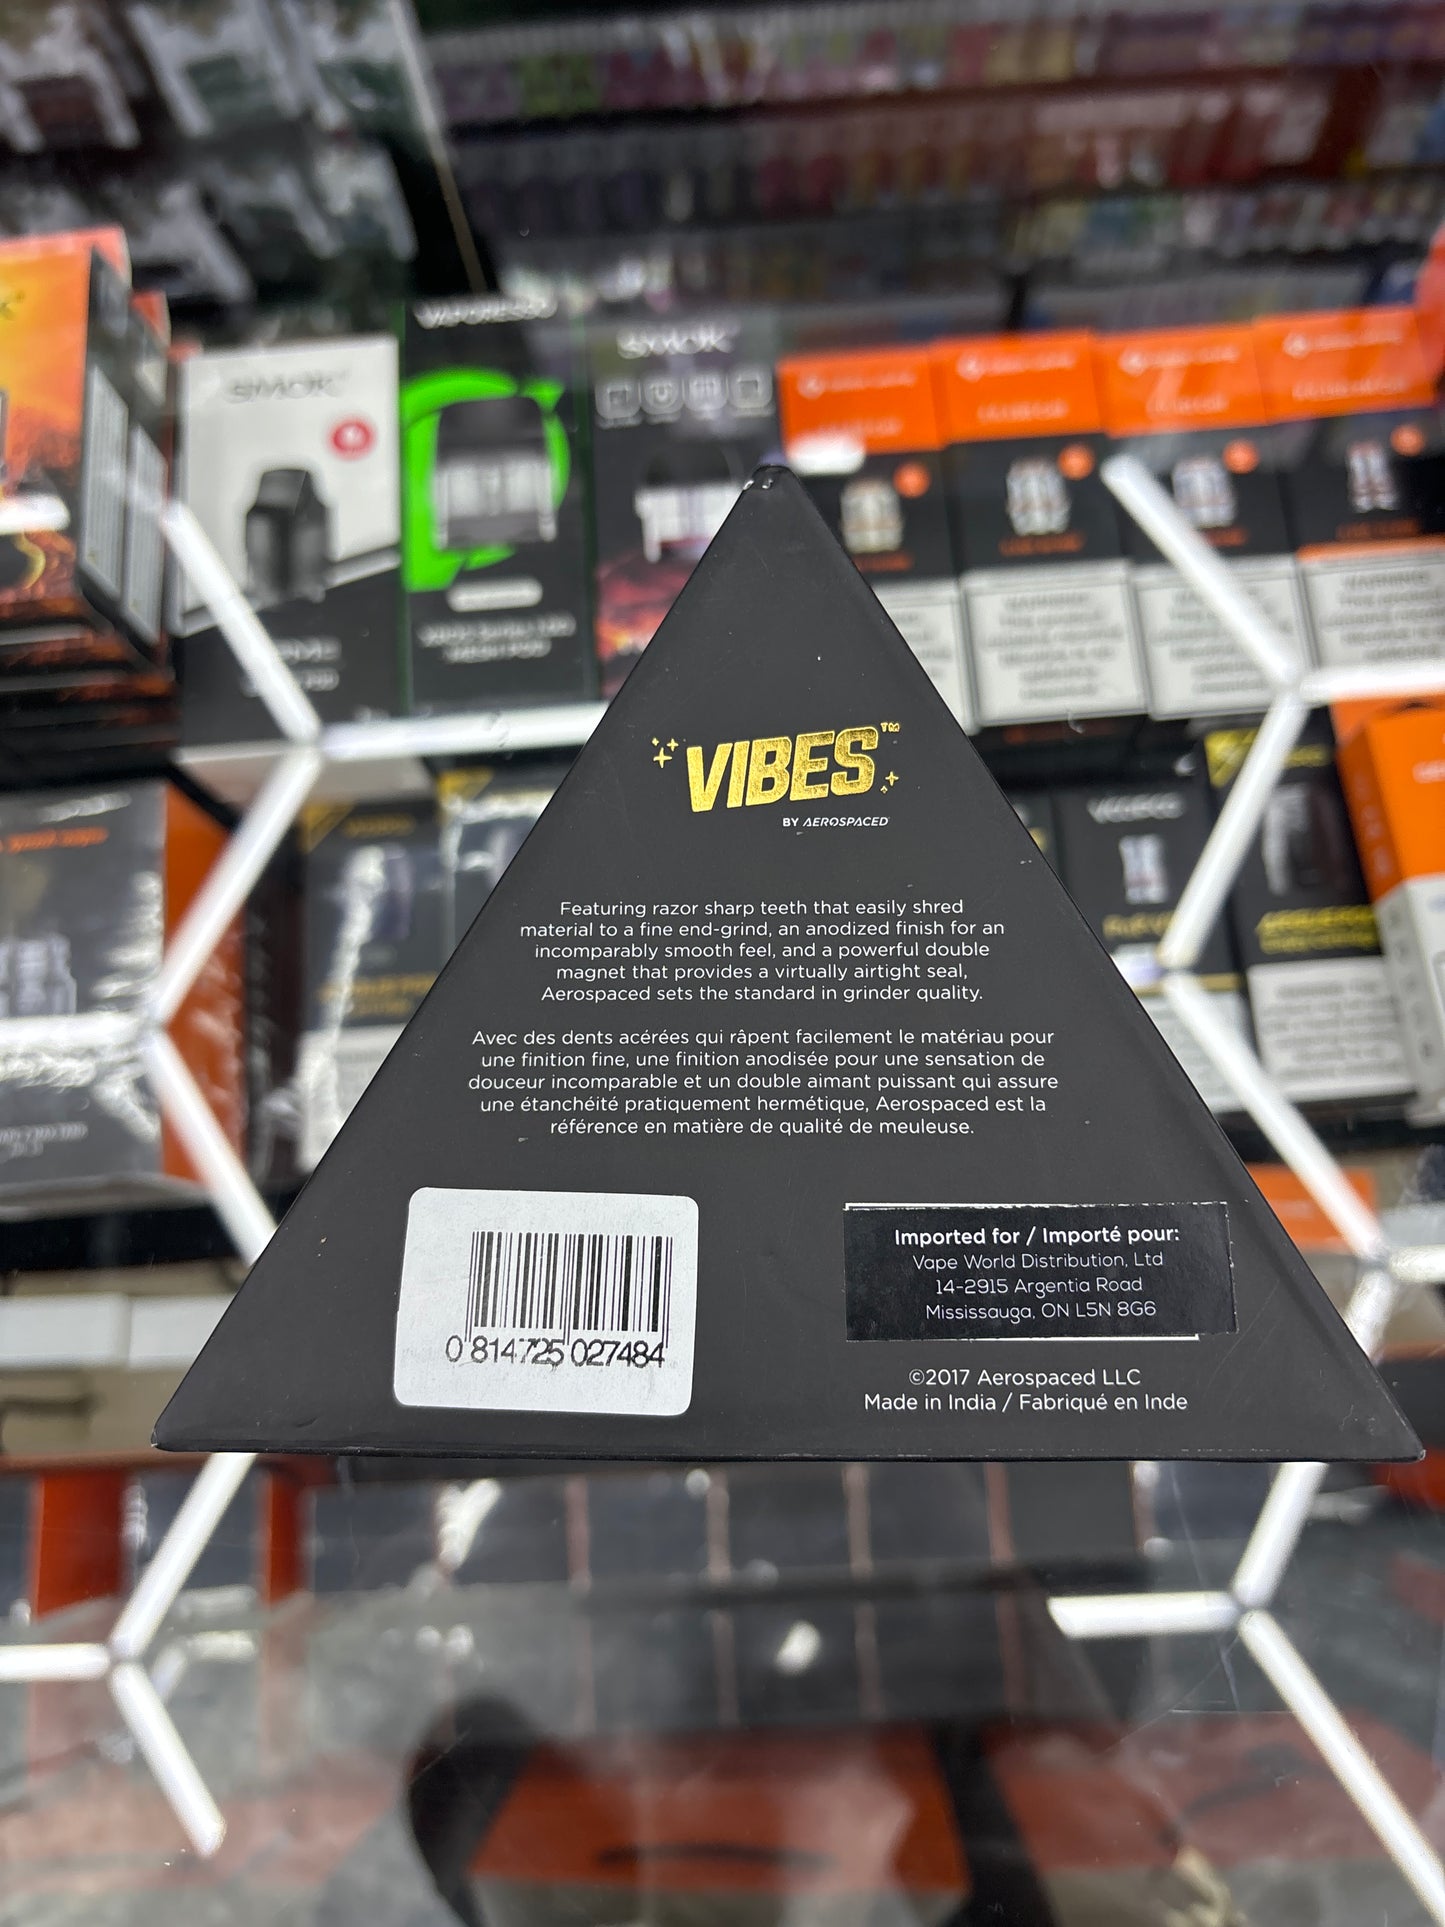 VAPORESSO
SMOK
SMOK
VIBES™
BY AEROSPACED
Featuring razor sharp teeth that easily shred
material to a fine end-grind, an anodized finish for an
incomparably smooth feel, and a powerful double
magnet that provides a virtually airtight seal,
Aerospaced sets the standard in grinder quality.
Avec des dents acérées qui râpent facilement le matériau pour
une finition fine, une finition anodisée pour une sensation de
douceur incomparable et un double aimant puissant qui assure
une étanchéité pratiquement hermétique, Aerospaced est la
référence en matière de qualité de meuleuse.
0 814725 027484
Imported for / Importé pour:
Vape World Distribution, Ltd
14-2915 Argentia Road
Mississauga, ON L5N 8G6
©2017 Aerospaced LLC
Made in India / Fabriqué en Inde